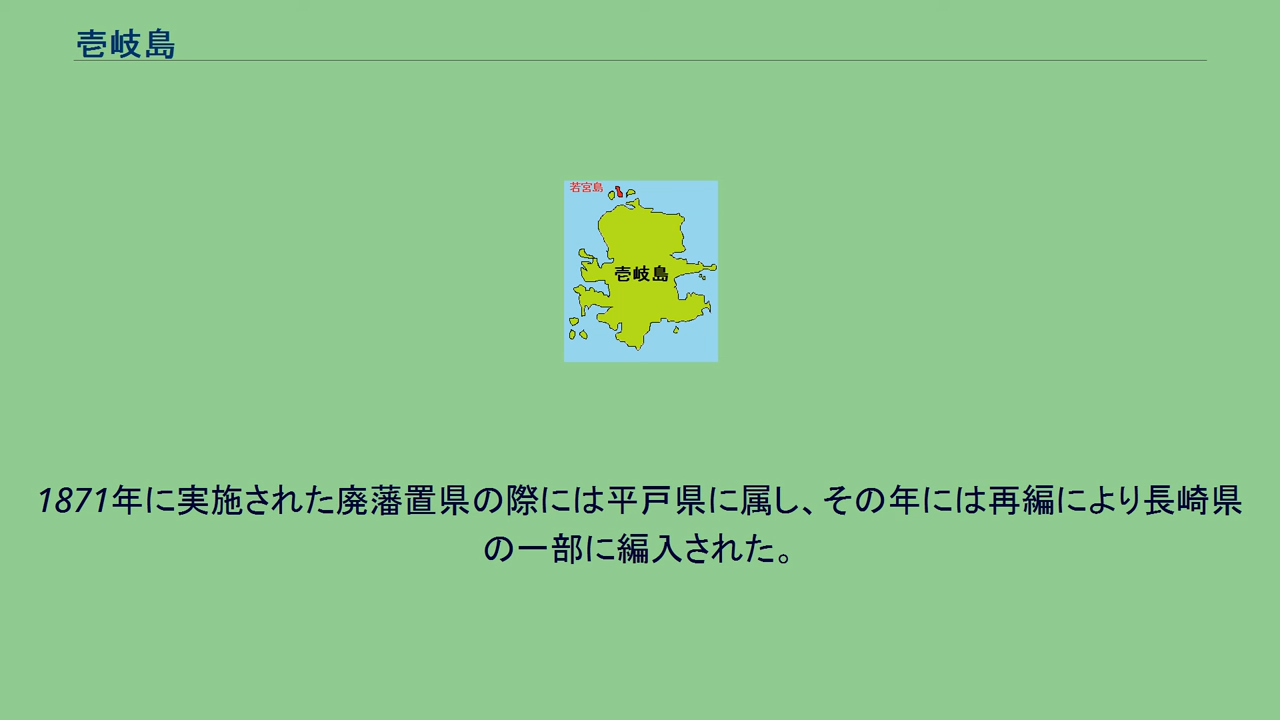 壱岐島
若宮島
壱岐島
1871年に実施された廃藩置県の際には平戸県に属し、その年には再編により長崎県
の一部に編入された。